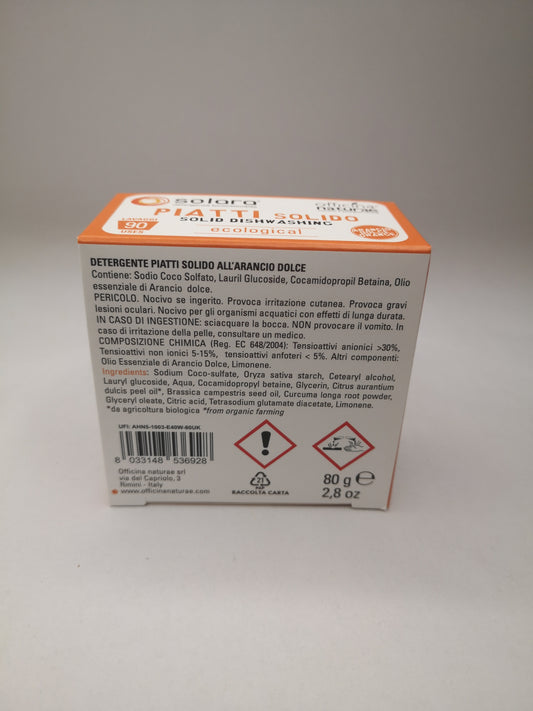 solara
officina naturae
PIATTI SOLIDO
SOLID DISHWASHING
ecological
LAVAGGI
90
USES
DETERGENTE PIATTI SOLIDO ALL'ARANCIO DOLCE
Contiene: Sodio Coco Solfato, Lauril Glucoside, Cocamidopropil Betaina, Olio
essenziale di Arancio dolce.
PERICOLO. Nocivo se ingerito. Provoca irritazione cutanea. Provoca gravi
lesioni oculari. Nocivo per gli organismi acquatici con effetti di lunga durata.
IN CASO DI INGESTIONE: sciacquare la bocca. NON provocare il vomito. In
caso di irritazione della pelle, consultare un medico.
COMPOSIZIONE CHIMICA (Reg. EC 648/2004): Tensioattivi anionici >30%,
Tensioattivi non ionici 5-15%, tensioattivi anfoteri < 5%. Altri componenti:
Olio Essenziale di Arancio Dolce, Limonene.
Ingredients: Sodium Coco-sulfate, Oryza sativa starch, Cetearyl alcohol,
Lauryl glucoside, Aqua, Cocamidopropyl betaine, Glycerin, Citrus aurantium
dulcis peel oil*, Brassica campestris seed oil, Curcuma longa root powder,
Glyceryl oleate, Citric acid, Tetrasodium glutamate diacetate, Limonene.
*da agricoltura biologica *from organic farming
UFI: AHN5-1003-E40W-60UK
8 033148 536928
Officina naturae srl
via del Capriolo, 3
Rimini - Italy
www.officinanaturae.com
21
PAP
RACCOLTA CARTA
80 g e
2,8 oz